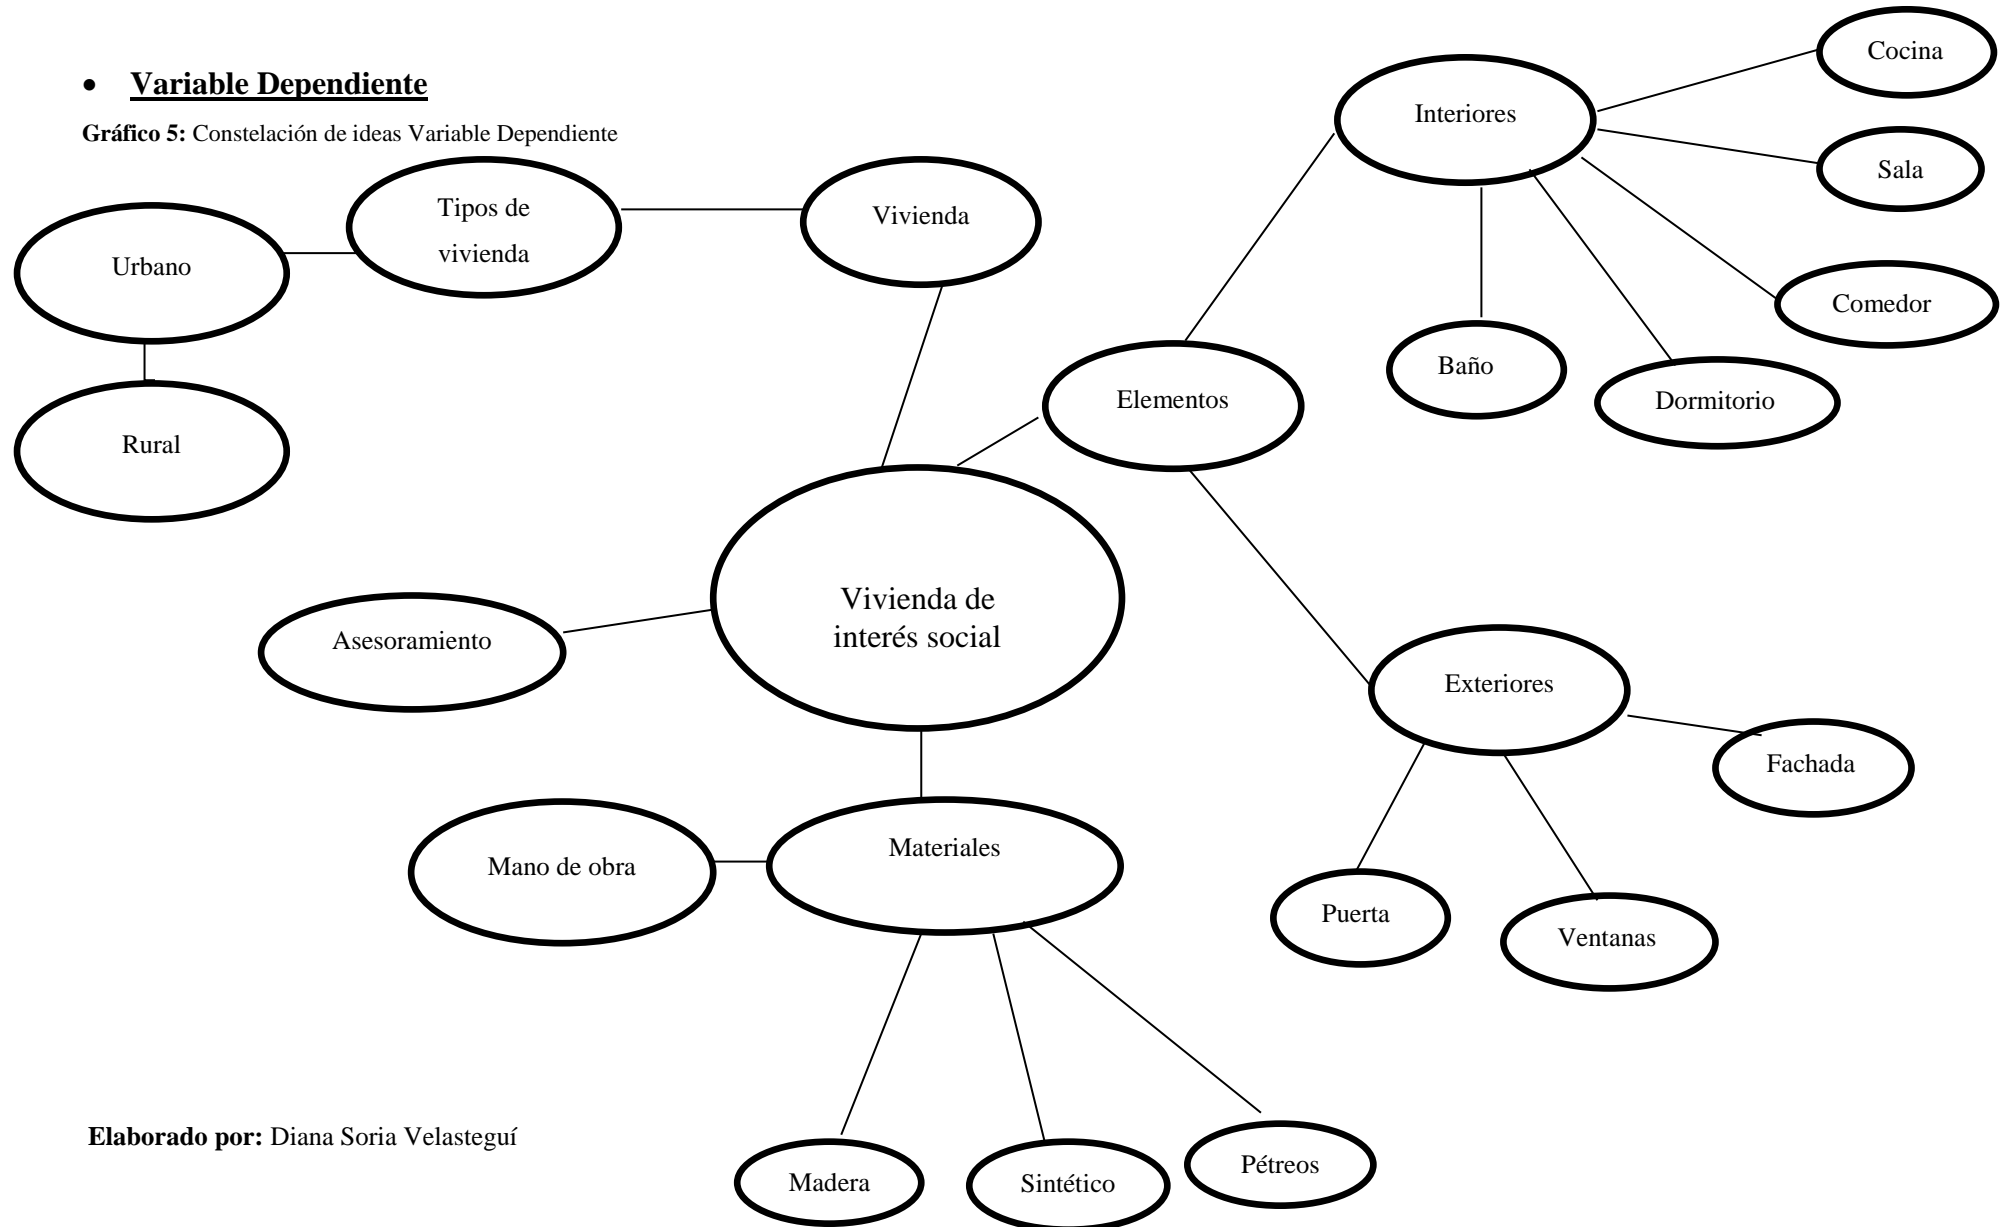 • Variable Dependiente
Gráfico 5: Constelación de ideas Variable Dependiente
Cocina
Interiores
Sala
Tipos de
vivienda
Vivienda
Urbano
Comedor
Baño
Elementos
Dormitorio
Rural
Vivienda de
interés social
Asesoramiento
Exteriores
Fachada
Materiales
Mano de obra
Puerta
Ventanas
Elaborado por: Diana Soria Velasteguí
Madera
Sintético
Pétreos